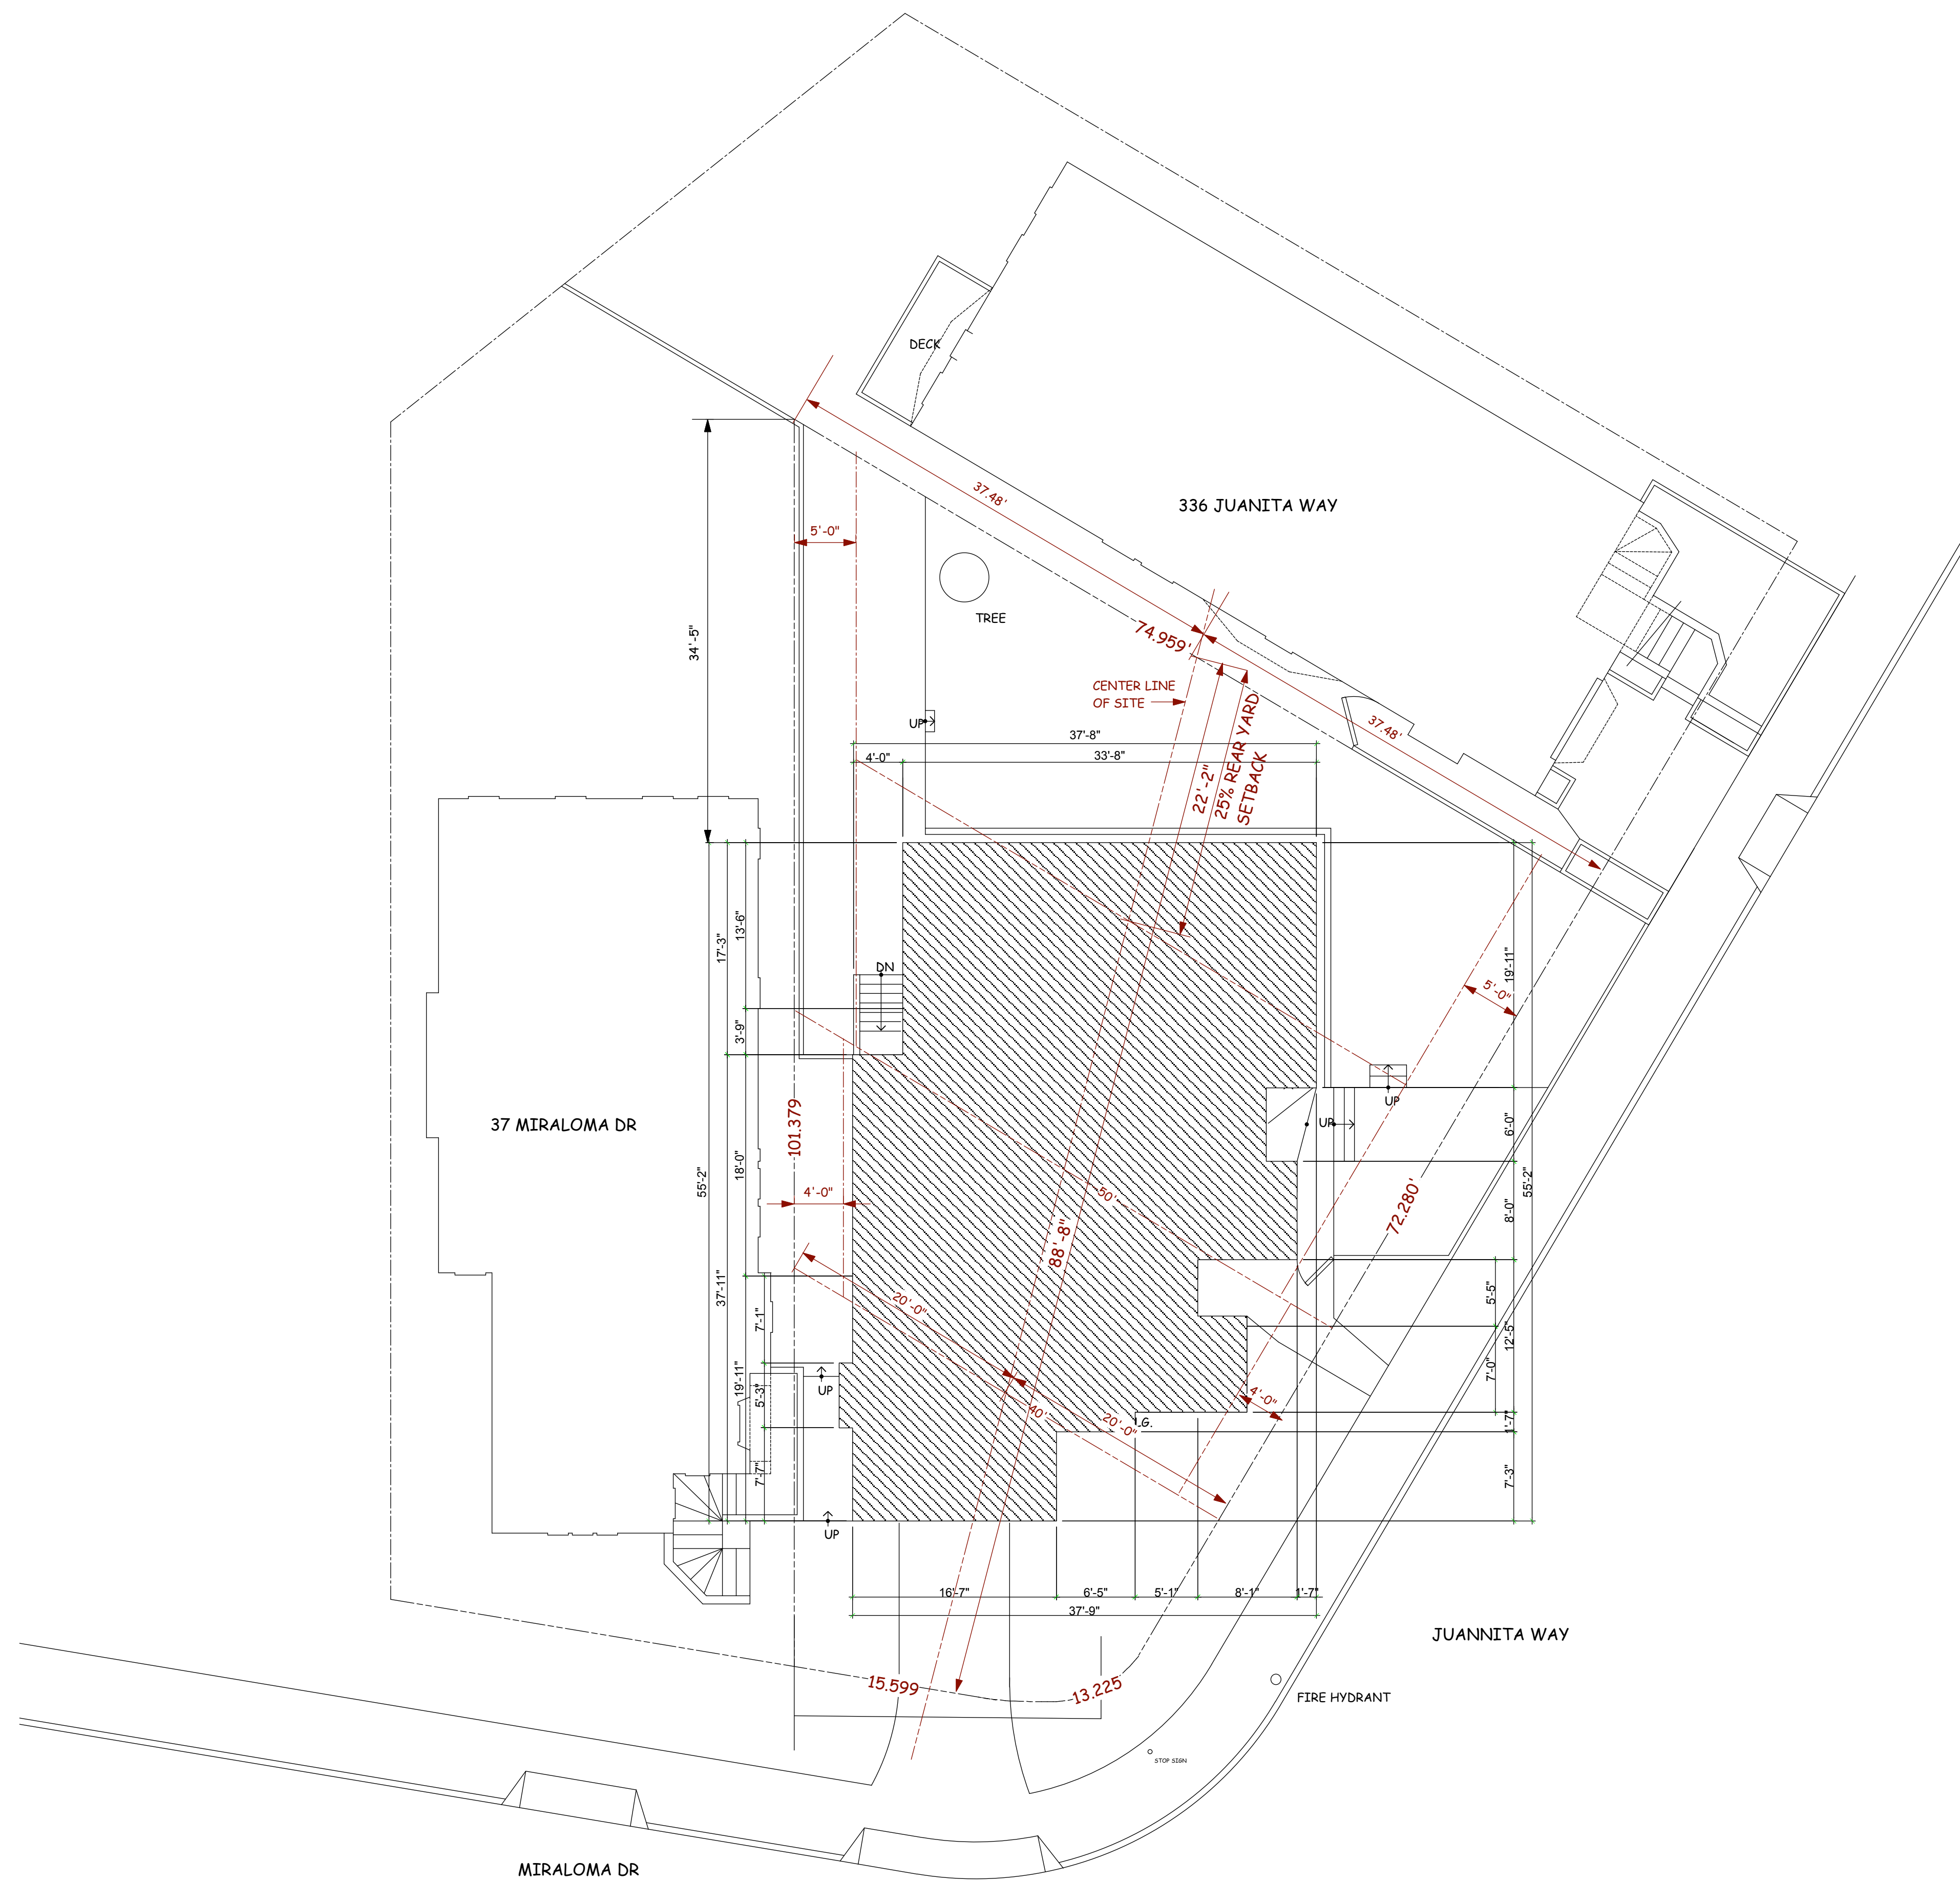 DECK
37.48'
336 JUANITA WAY
5'-0"
TREE
34'-5"
74.959'
CENTER LINE
OF SITE
UP
37'-8"
37.48'
4'-0"
33'-8"
22'-2"
25% REAR YARD
SETBACK
13'-6"
17'-3"
DN
19'-11"
5'-0"
3'-9"
37 MIRALOMA DR
101.379
UP
UP
6'-0"
18'-0"
55'-2"
4'-0"
50'
72.280'
8'-0"
55'-2"
88'-8"
37'-11"
20'-0"
7'-1"
5'-5"
12'-5"
7'-0"
19'-11"
5'-3"
UP
40'
20'-0"
4'-0"
G.
1'-7"
7'-7"
7'-3"
UP
16'-7"
6'-5"
5'-1"
8'-1"
1'-7"
37'-9"
JUANNITA WAY
15.599
13.225
FIRE HYDRANT
STOP SIGN
MIRALOMA DR